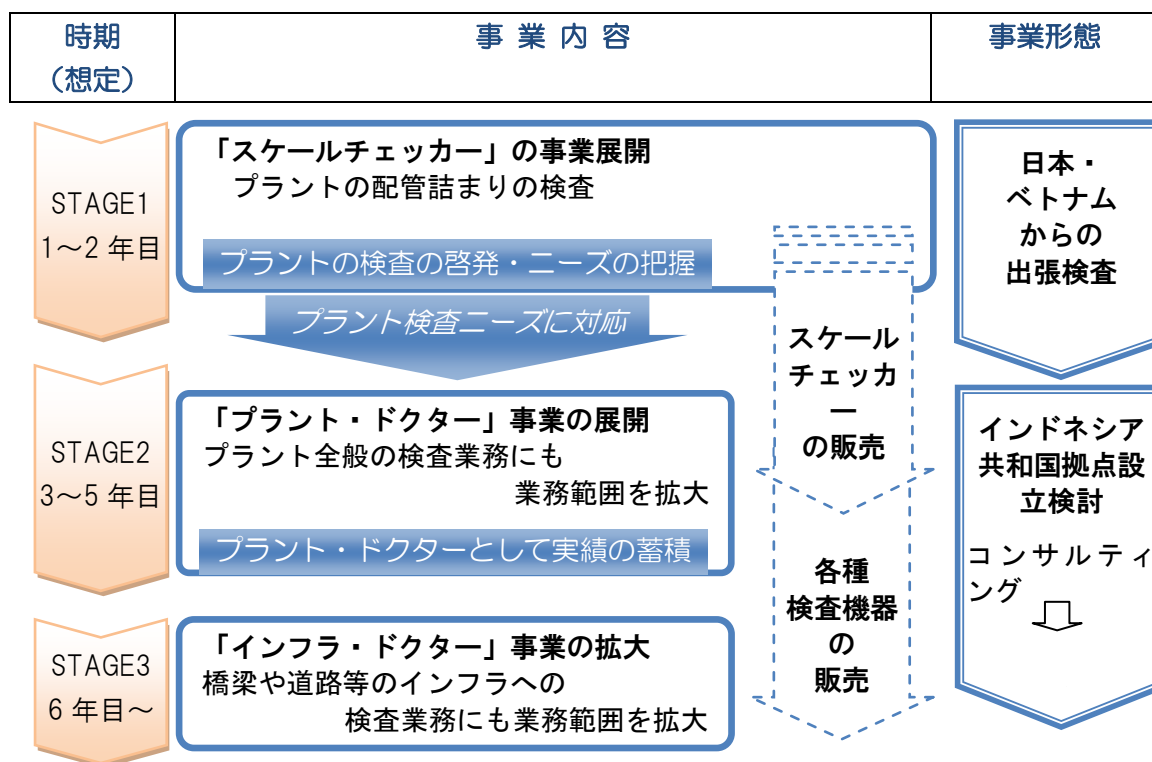 時期
（想定）
事 業 内 容
事業形態
STAGE1
1～2 年目
「スケールチェッカー」の事業展開
プラントの配管詰まりの検査
プラントの検査の啓発・ニーズの把握
プラント検査ニーズに対応
日本・
ベトナム
からの
出張検査
スケール
チェッカ
ー
の販売
STAGE2
3～5 年目
「プラント・ドクター」事業の展開
プラント全般の検査業務にも
業務範囲を拡大
プラント・ドクターとして実績の蓄積
インドネシア
共和国拠点設
立検討
コンサルティ
ング
各種
検査機器
の
販売
STAGE3
6 年目～
「インフラ・ドクター」事業の拡大
橋梁や道路等のインフラへの
検査業務にも業務範囲を拡大